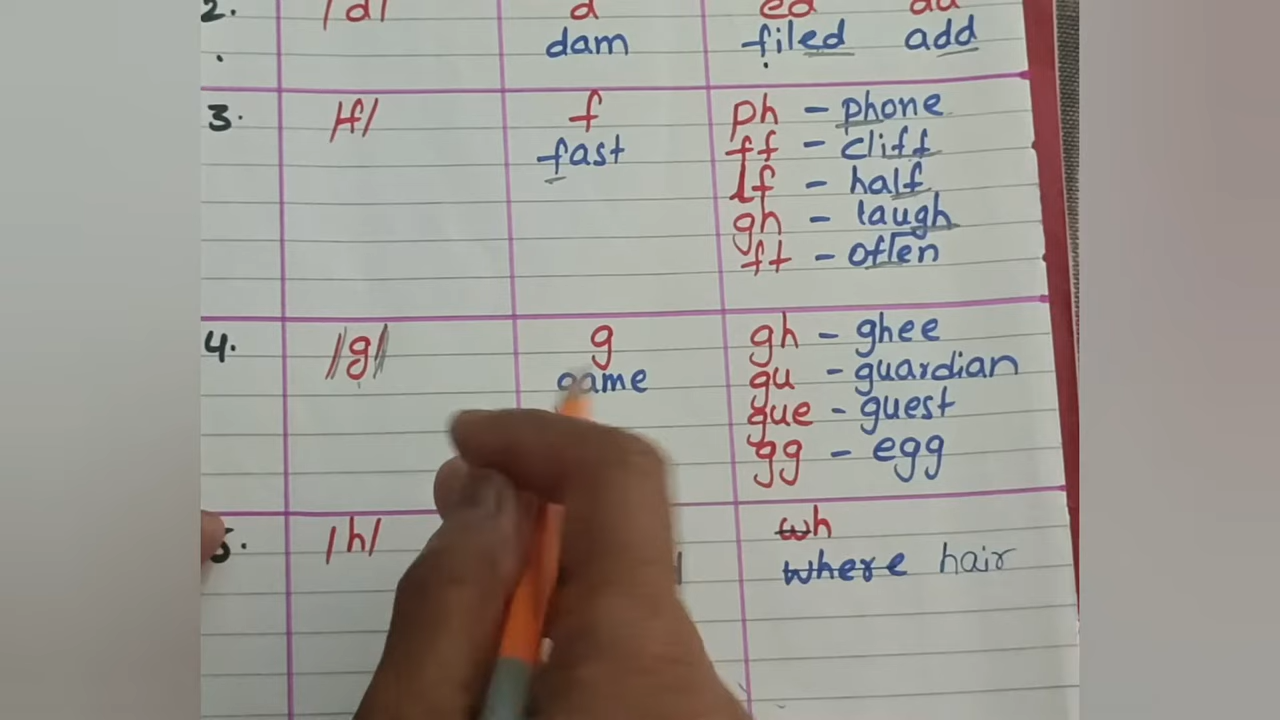 2. /d/ d ed dd
dam filed add
3. /f/ f ph - phone
fast ff - cliff
lf - half
gh - laugh
ft - often
4. /g/ g gh - ghee
game gu - guardian
gue - guest
gg - egg
5. /h/ wh
where hair